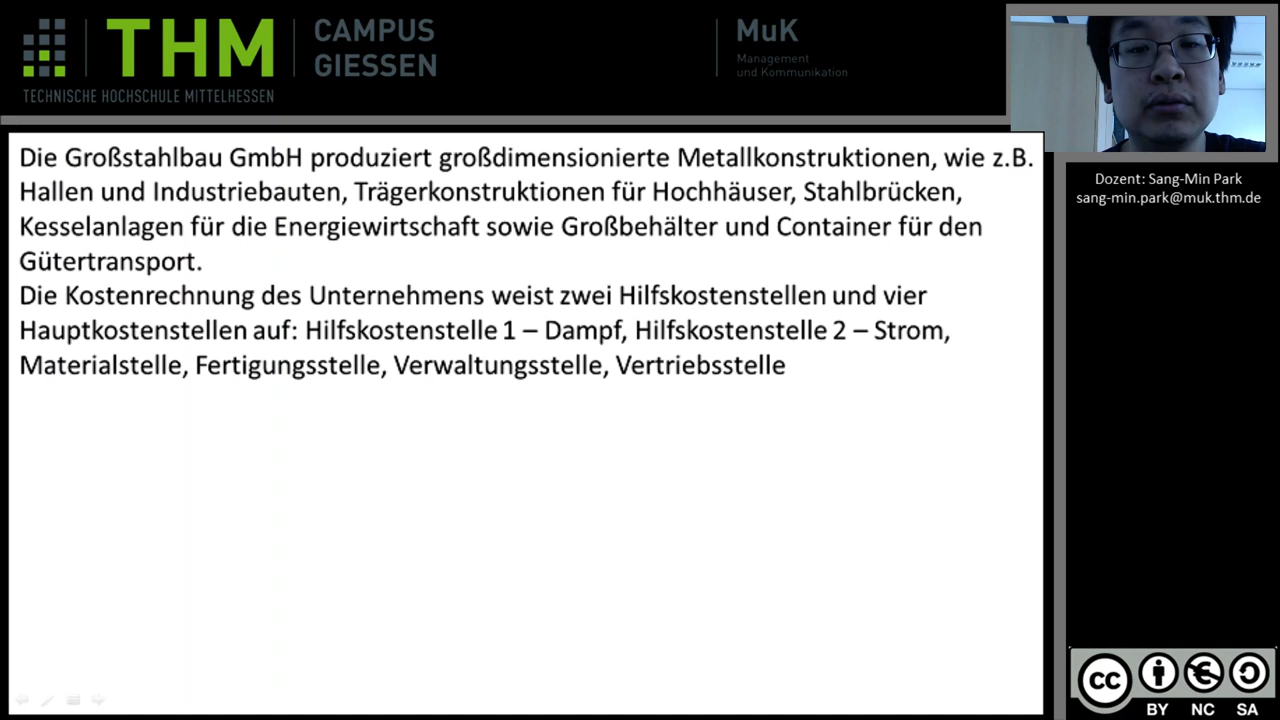 THM
CAMPUS
GIESSEN
TECHNISCHE HOCHSCHULE MITTELHESSEN
MuK
Management
und Kommunikation
Die Großstahlbau GmbH produziert großdimensionierte Metallkonstruktionen, wie z.B.
Hallen und Industriebauten, Trägerkonstruktionen für Hochhäuser, Stahlbrücken,
Kesselanlagen für die Energiewirtschaft sowie Großbehälter und Container für den
Gütertransport.
Die Kostenrechnung des Unternehmens weist zwei Hilfskostenstellen und vier
Hauptkostenstellen auf: Hilfskostenstelle 1 – Dampf, Hilfskostenstelle 2 – Strom,
Materialstelle, Fertigungsstelle, Verwaltungsstelle, Vertriebsstelle
Dozent: Sang-Min Park
sang-min.park@muk.thm.de
cc
BY NC SA